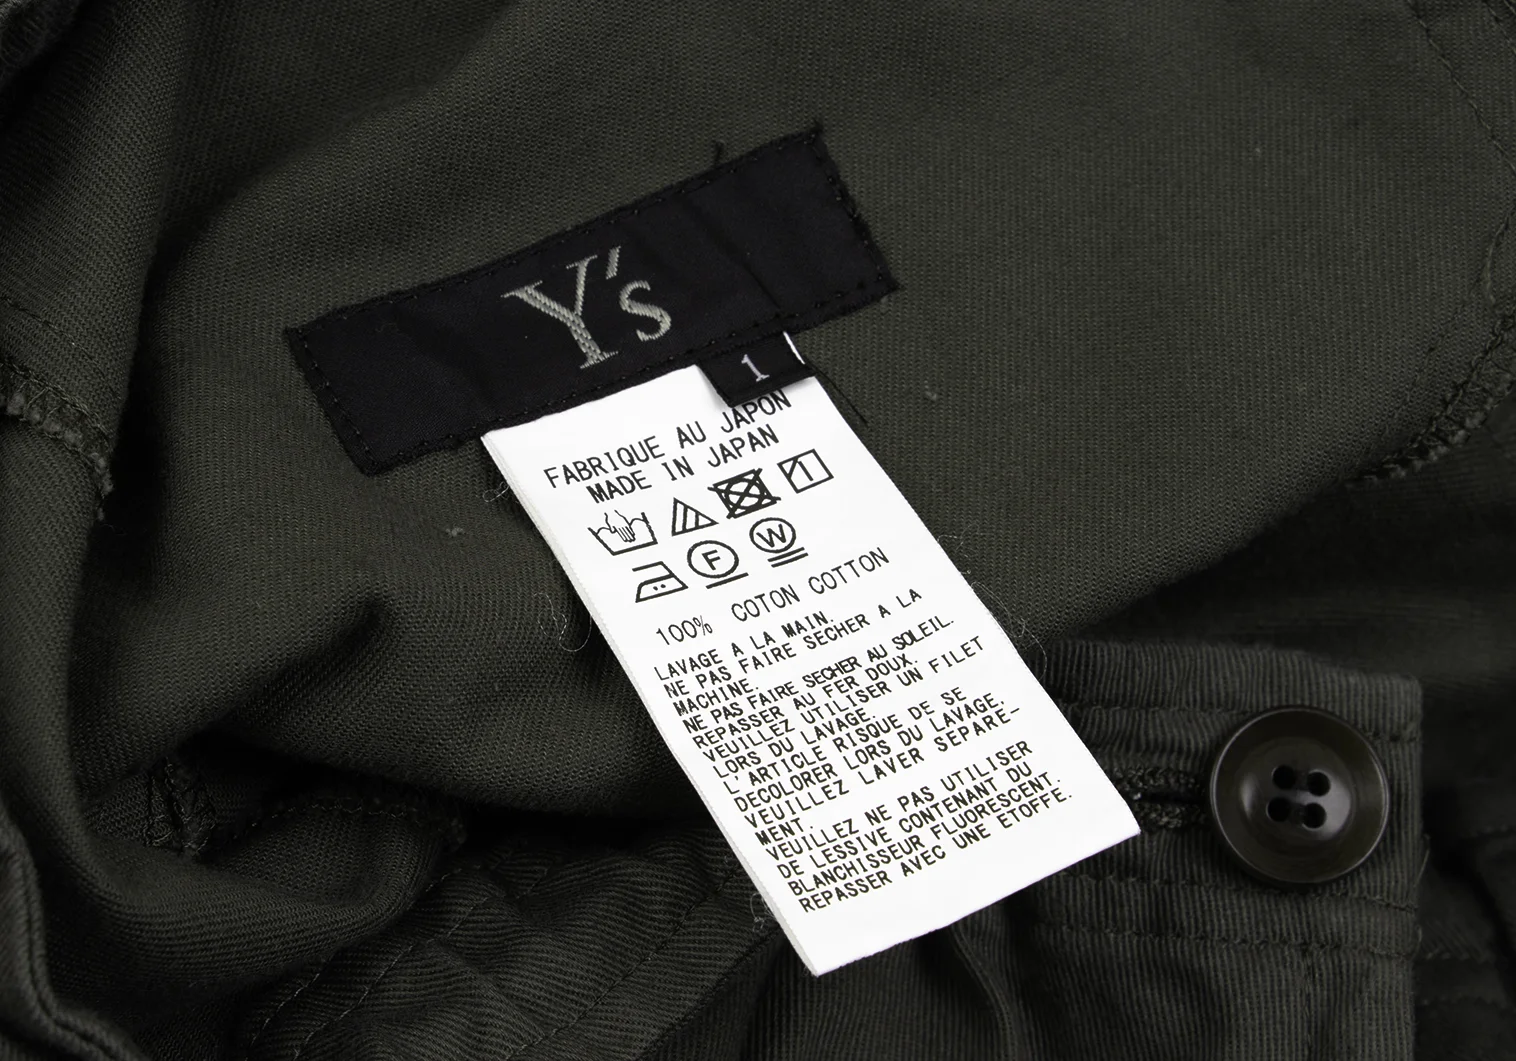 Y's
1
FABRIQUE AU JAPON
MADE IN JAPAN
1
F W
100% COTON COTTON
LAVAGE A LA MAIN.
NE PAS FAIRE SECHER A LA
MACHINE.
NE PAS FAIRE SECHER AU SOLEIL.
REPASSER AU FER DOUX.
VEUILLEZ UTILISER UN FILET
LORS DU LAVAGE.
L'ARTICLE RISQUE DE SE
DECOLORER LORS DU LAVAGE.
VEUILLEZ LAVER SEPARE-
MENT.
VEUILLEZ NE PAS UTILISER
DE LESSIVE CONTENANT DU
BLANCHISSEUR FLUORESCENT.
REPASSER AVEC UNE ETOFFE.